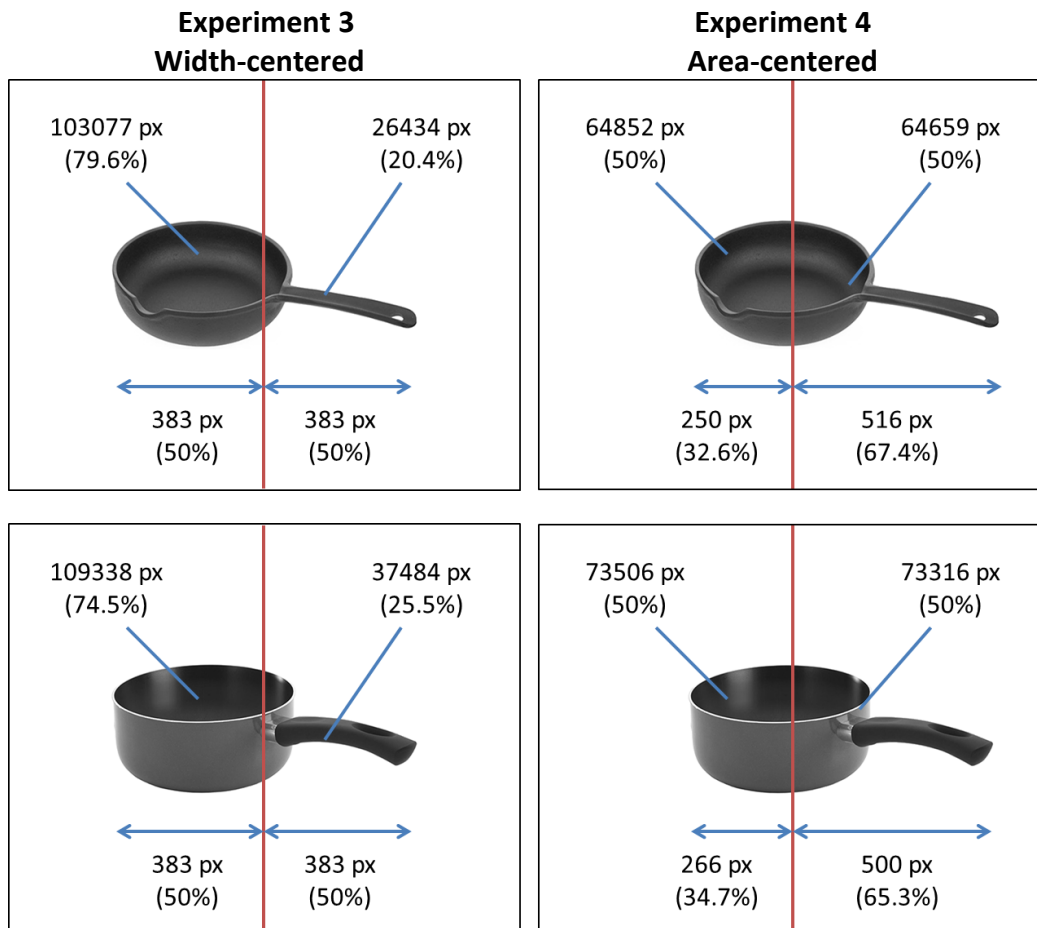 Experiment 3
Width-centered
Experiment 4
Area-centered
103077 px
(79.6%)
26434 px
(20.4%)
383 px
(50%)
383 px
(50%)
64852 px
(50%)
64659 px
(50%)
250 px
(32.6%)
516 px
(67.4%)
109338 px
(74.5%)
37484 px
(25.5%)
383 px
(50%)
383 px
(50%)
73506 px
(50%)
73316 px
(50%)
266 px
(34.7%)
500 px
(65.3%)